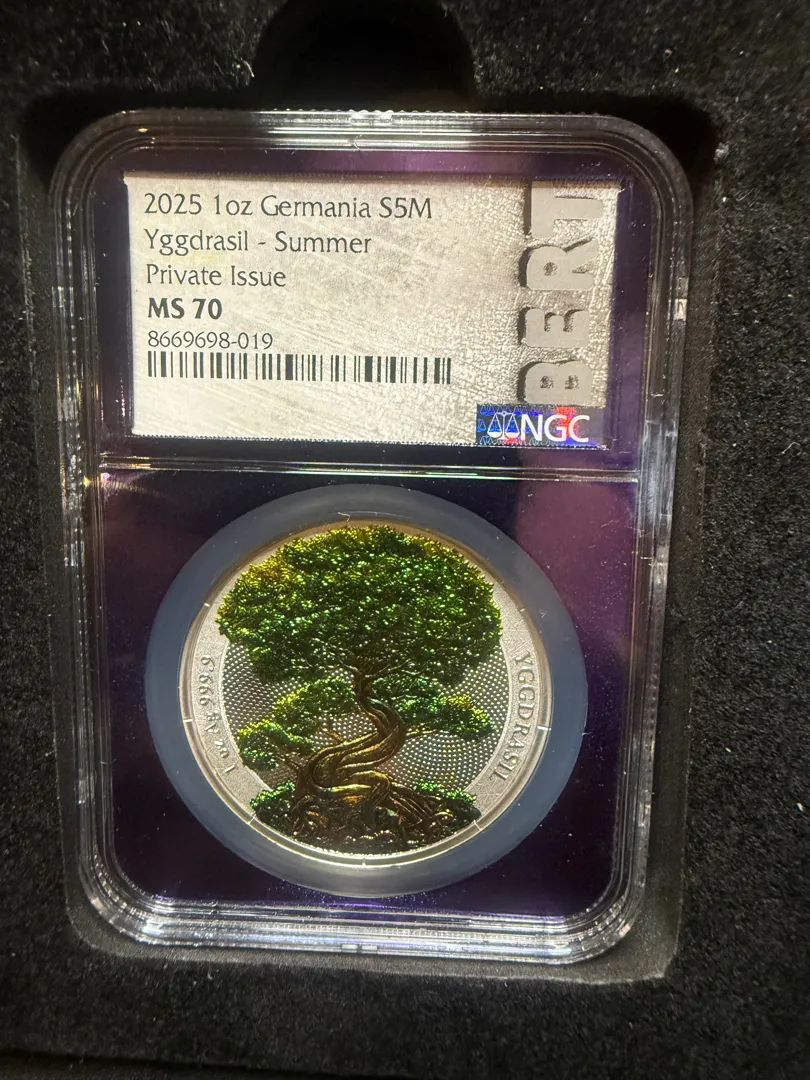 2025 1oz Germania S5M
Yggdrasil - Summer
Private Issue
MS 70
8669698-019
BERT
NGC
1 oz Ag 999.9
YGGDRASIL